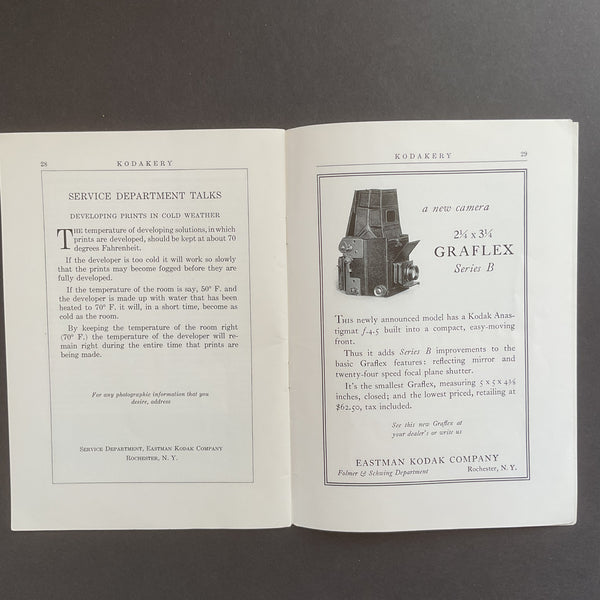 28
KODAKERY
SERVICE DEPARTMENT TALKS
DEVELOPING PRINTS IN COLD WEATHER
THE temperature of developing solutions, in which
prints are developed, should be kept at about 70
degrees Fahrenheit.
If the developer is too cold it will work so slowly
that the prints may become fogged before they are
fully developed.
If the temperature of the room is say, 50° F. and
the developer is made up with water that has been
heated to 70° F. it will, in a short time, become as
cold as the room.
By keeping the temperature of the room right
(70° F.) the temperature of the developer will re-
main right during the entire time that prints are
being made.
For any photographic information that you
desire, address
SERVICE DEPARTMENT, EASTMAN KODAK COMPANY
ROCHESTER, N. Y.
KODAKERY
29
a new camera
2¼ x 3¼
GRAFLEX
Series B
THIS newly announced model has a Kodak Anas-
tigmat f.4.5 built into a compact, easy-moving
front.
Thus it adds Series B improvements to the
basic Graflex features: reflecting mirror and
twenty-four speed focal plane shutter.
It's the smallest Graflex, measuring 5 x 5 x 4⅝
inches, closed; and the lowest priced, retailing at
$62.50, tax included.
See this new Graflex at
your dealer's or write us
EASTMAN KODAK COMPANY
Folmer & Schwing Department
Rochester, N. Y.